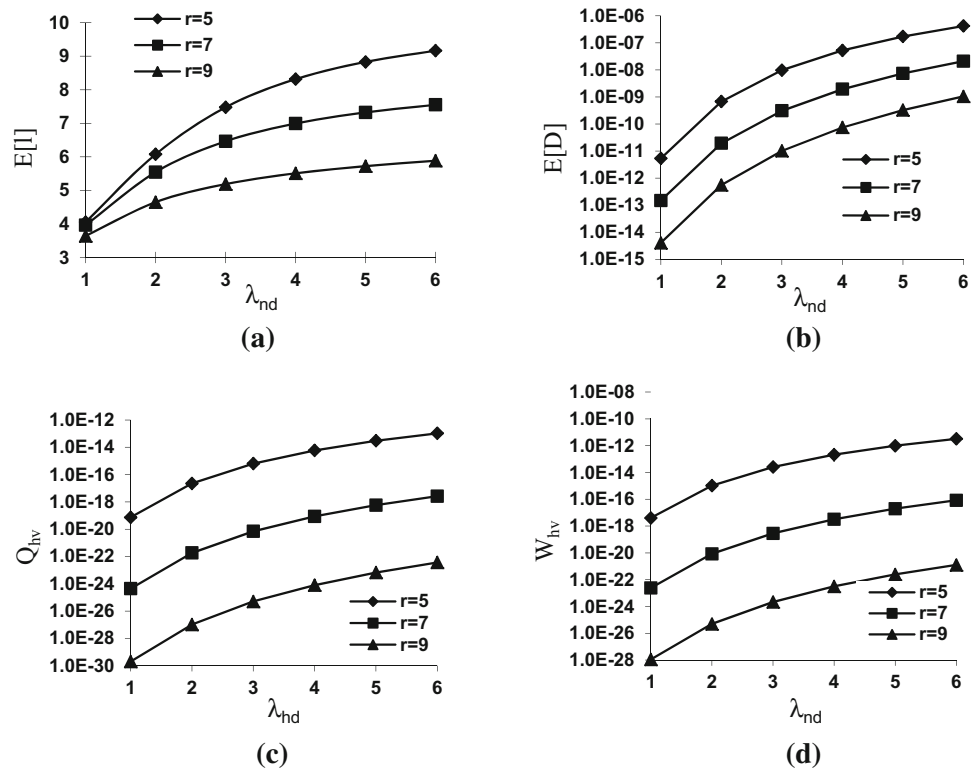 10
9
8
7
6
5
4
3
E[l]
r=5
r=7
r=9
1 2 3 4 5 6
λnd
(a)
1.0E-06
1.0E-07
1.0E-08
1.0E-09
1.0E-10
1.0E-11
1.0E-12
1.0E-13
1.0E-14
1.0E-15
E[D]
r=5
r=7
r=9
1 2 3 4 5 6
λnd
(b)
1.0E-12
1.0E-14
1.0E-16
1.0E-18
1.0E-20
1.0E-22
1.0E-24
1.0E-26
1.0E-28
1.0E-30
Qhv
r=5
r=7
r=9
1 2 3 4 5 6
λhd
(c)
1.0E-08
1.0E-10
1.0E-12
1.0E-14
1.0E-16
1.0E-18
1.0E-20
1.0E-22
1.0E-24
1.0E-26
1.0E-28
Whv
r=5
r=7
r=9
1 2 3 4 5 6
λnd
(d)